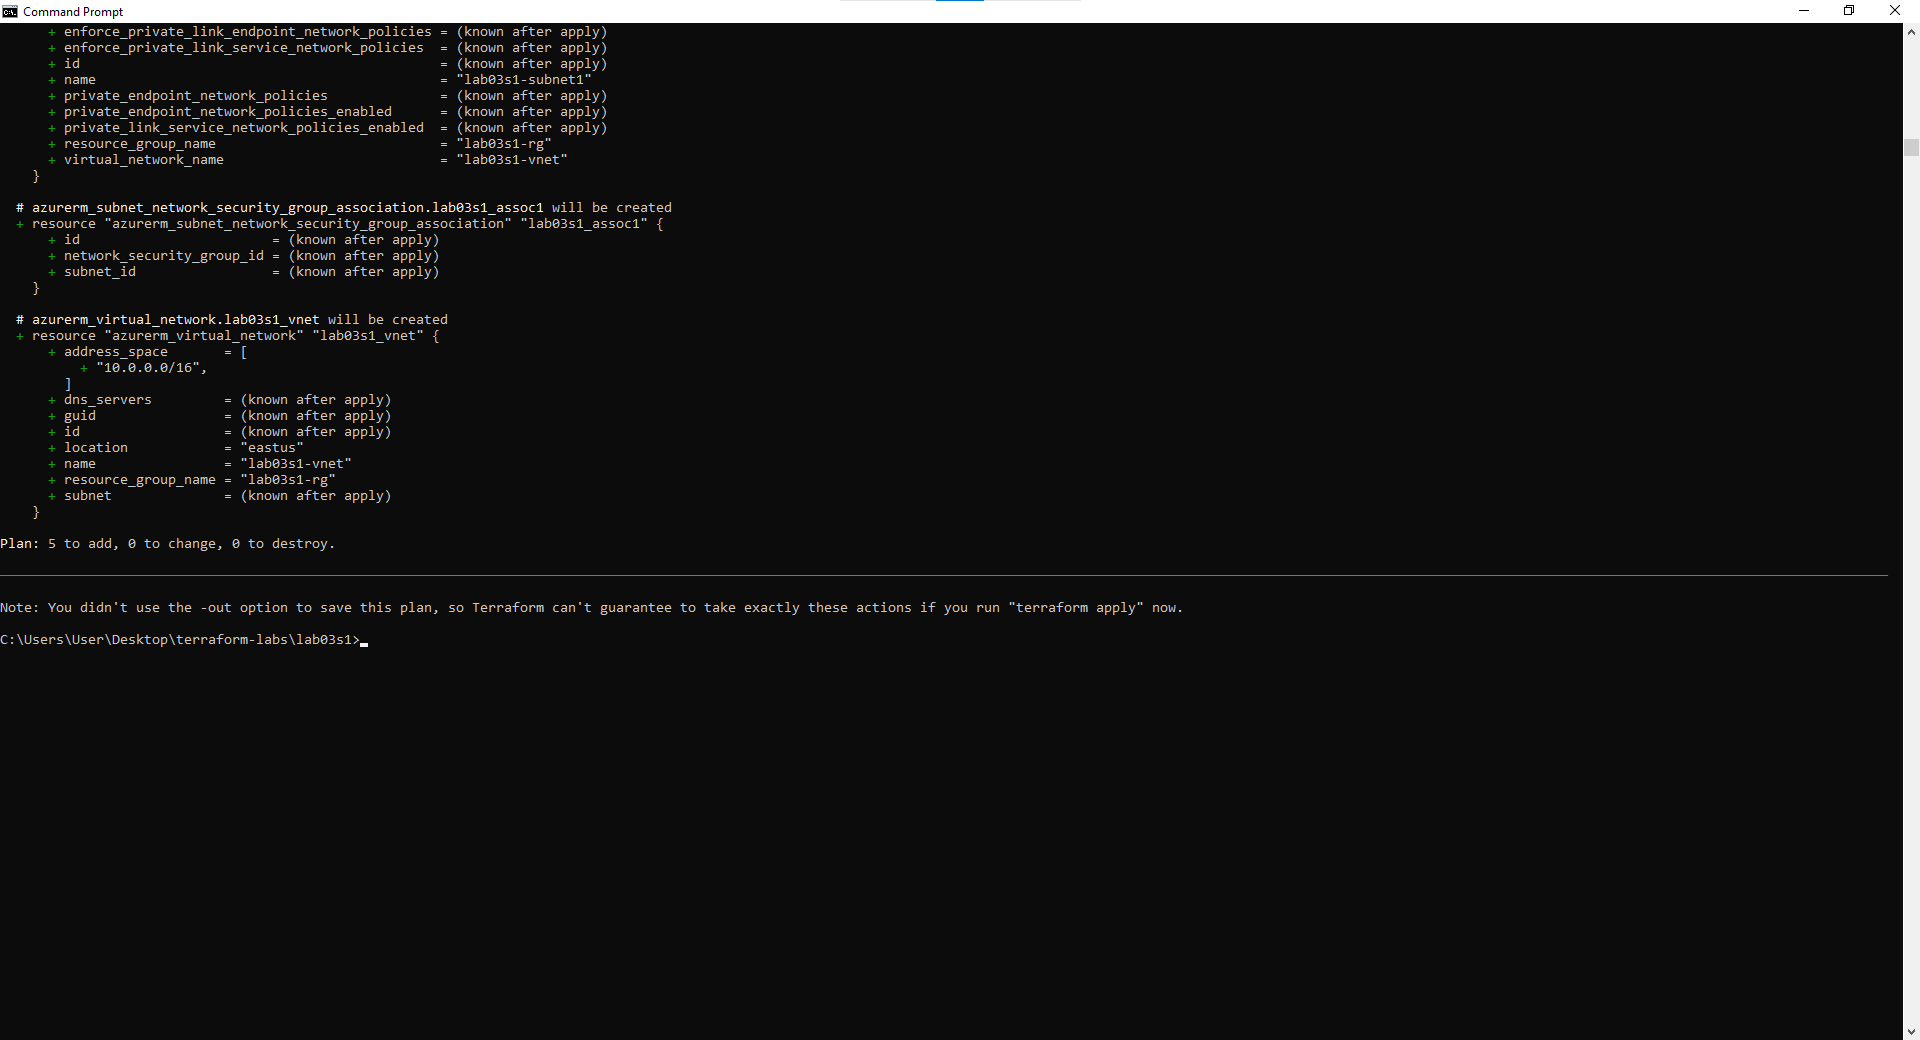 Command Prompt
      + enforce_private_link_endpoint_network_policies = (known after apply)
      + enforce_private_link_service_network_policies  = (known after apply)
      + id                                             = (known after apply)
      + name                                           = "lab03s1-subnet1"
      + private_endpoint_network_policies              = (known after apply)
      + private_endpoint_network_policies_enabled      = (known after apply)
      + private_link_service_network_policies_enabled  = (known after apply)
      + resource_group_name                            = "lab03s1-rg"
      + virtual_network_name                           = "lab03s1-vnet"
    }
  # azurerm_subnet_network_security_group_association.lab03s1_assoc1 will be created
  + resource "azurerm_subnet_network_security_group_association" "lab03s1_assoc1" {
      + id                        = (known after apply)
      + network_security_group_id = (known after apply)
      + subnet_id                 = (known after apply)
    }
  # azurerm_virtual_network.lab03s1_vnet will be created
  + resource "azurerm_virtual_network" "lab03s1_vnet" {
      + address_space       = [
          + "10.0.0.0/16",
        ]
      + dns_servers         = (known after apply)
      + guid                = (known after apply)
      + id                  = (known after apply)
      + location            = "eastus"
      + name                = "lab03s1-vnet"
      + resource_group_name = "lab03s1-rg"
      + subnet              = (known after apply)
    }
Plan: 5 to add, 0 to change, 0 to destroy.
Note: You didn't use the -out option to save this plan, so Terraform can't guarantee to take exactly these actions if you run "terraform apply" now.
C:\Users\User\Desktop\terraform-labs\lab03s1>